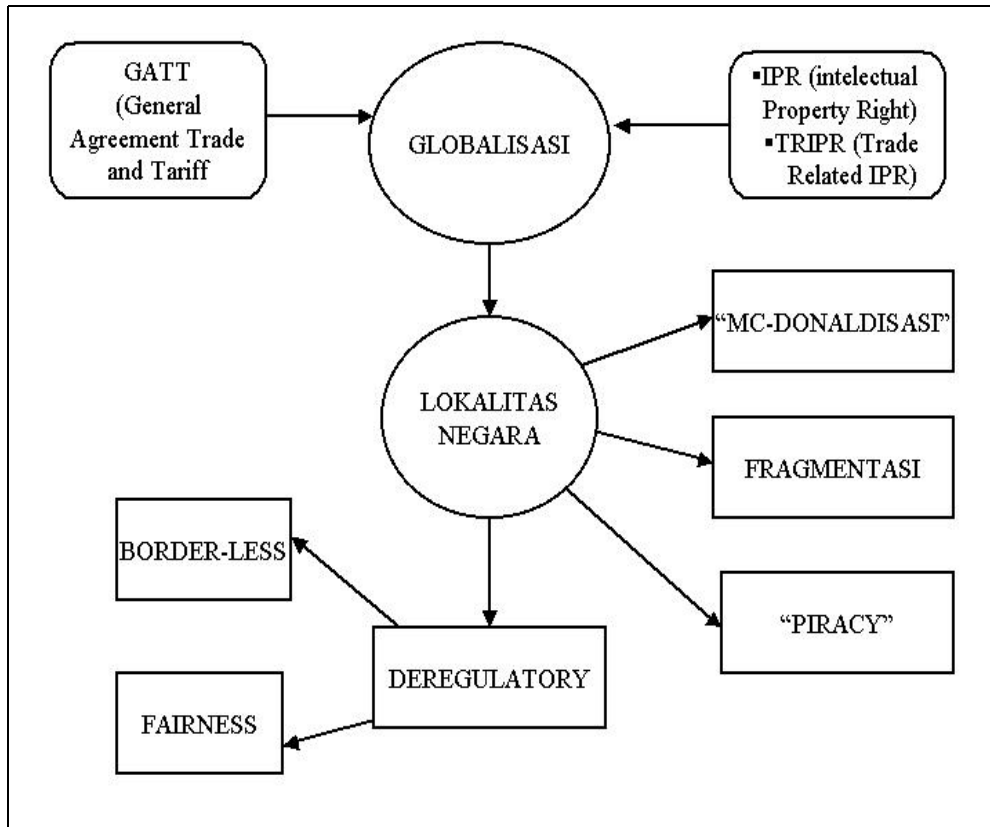 GATT
(General
Agreement Trade
and Tariff
GLOBALISASI
▪IPR (intelectual
Property Right)
▪TRIPR (Trade
Related IPR)
“MC-DONALDISASI”
LOKALITAS
NEGARA
FRAGMENTASI
BORDER-LESS
“PIRACY”
DEREGULATORY
FAIRNESS